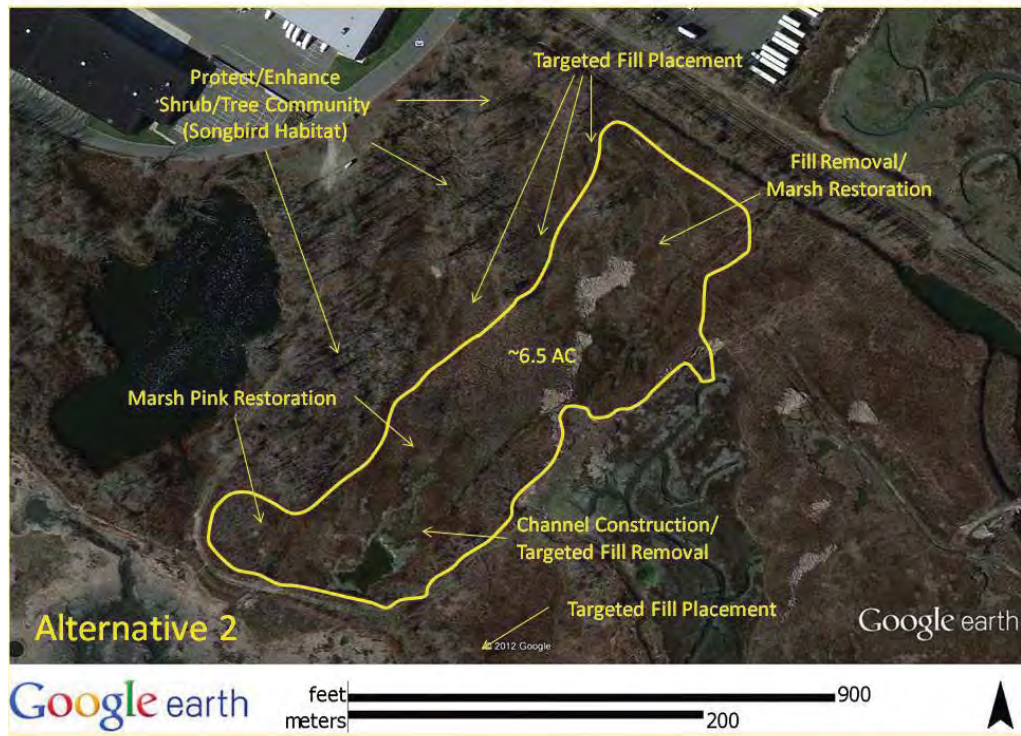 Protect/Enhance
Shrub/Tree Community
(Songbird Habitat)
Targeted Fill Placement
Fill Removal/
Marsh Restoration
~6.5 AC
Marsh Pink Restoration
Channel Construction/
Targeted Fill Removal
Targeted Fill Placement
Alternative 2
© 2012 Google
Google earth
Google earth
feet
900
meters
200